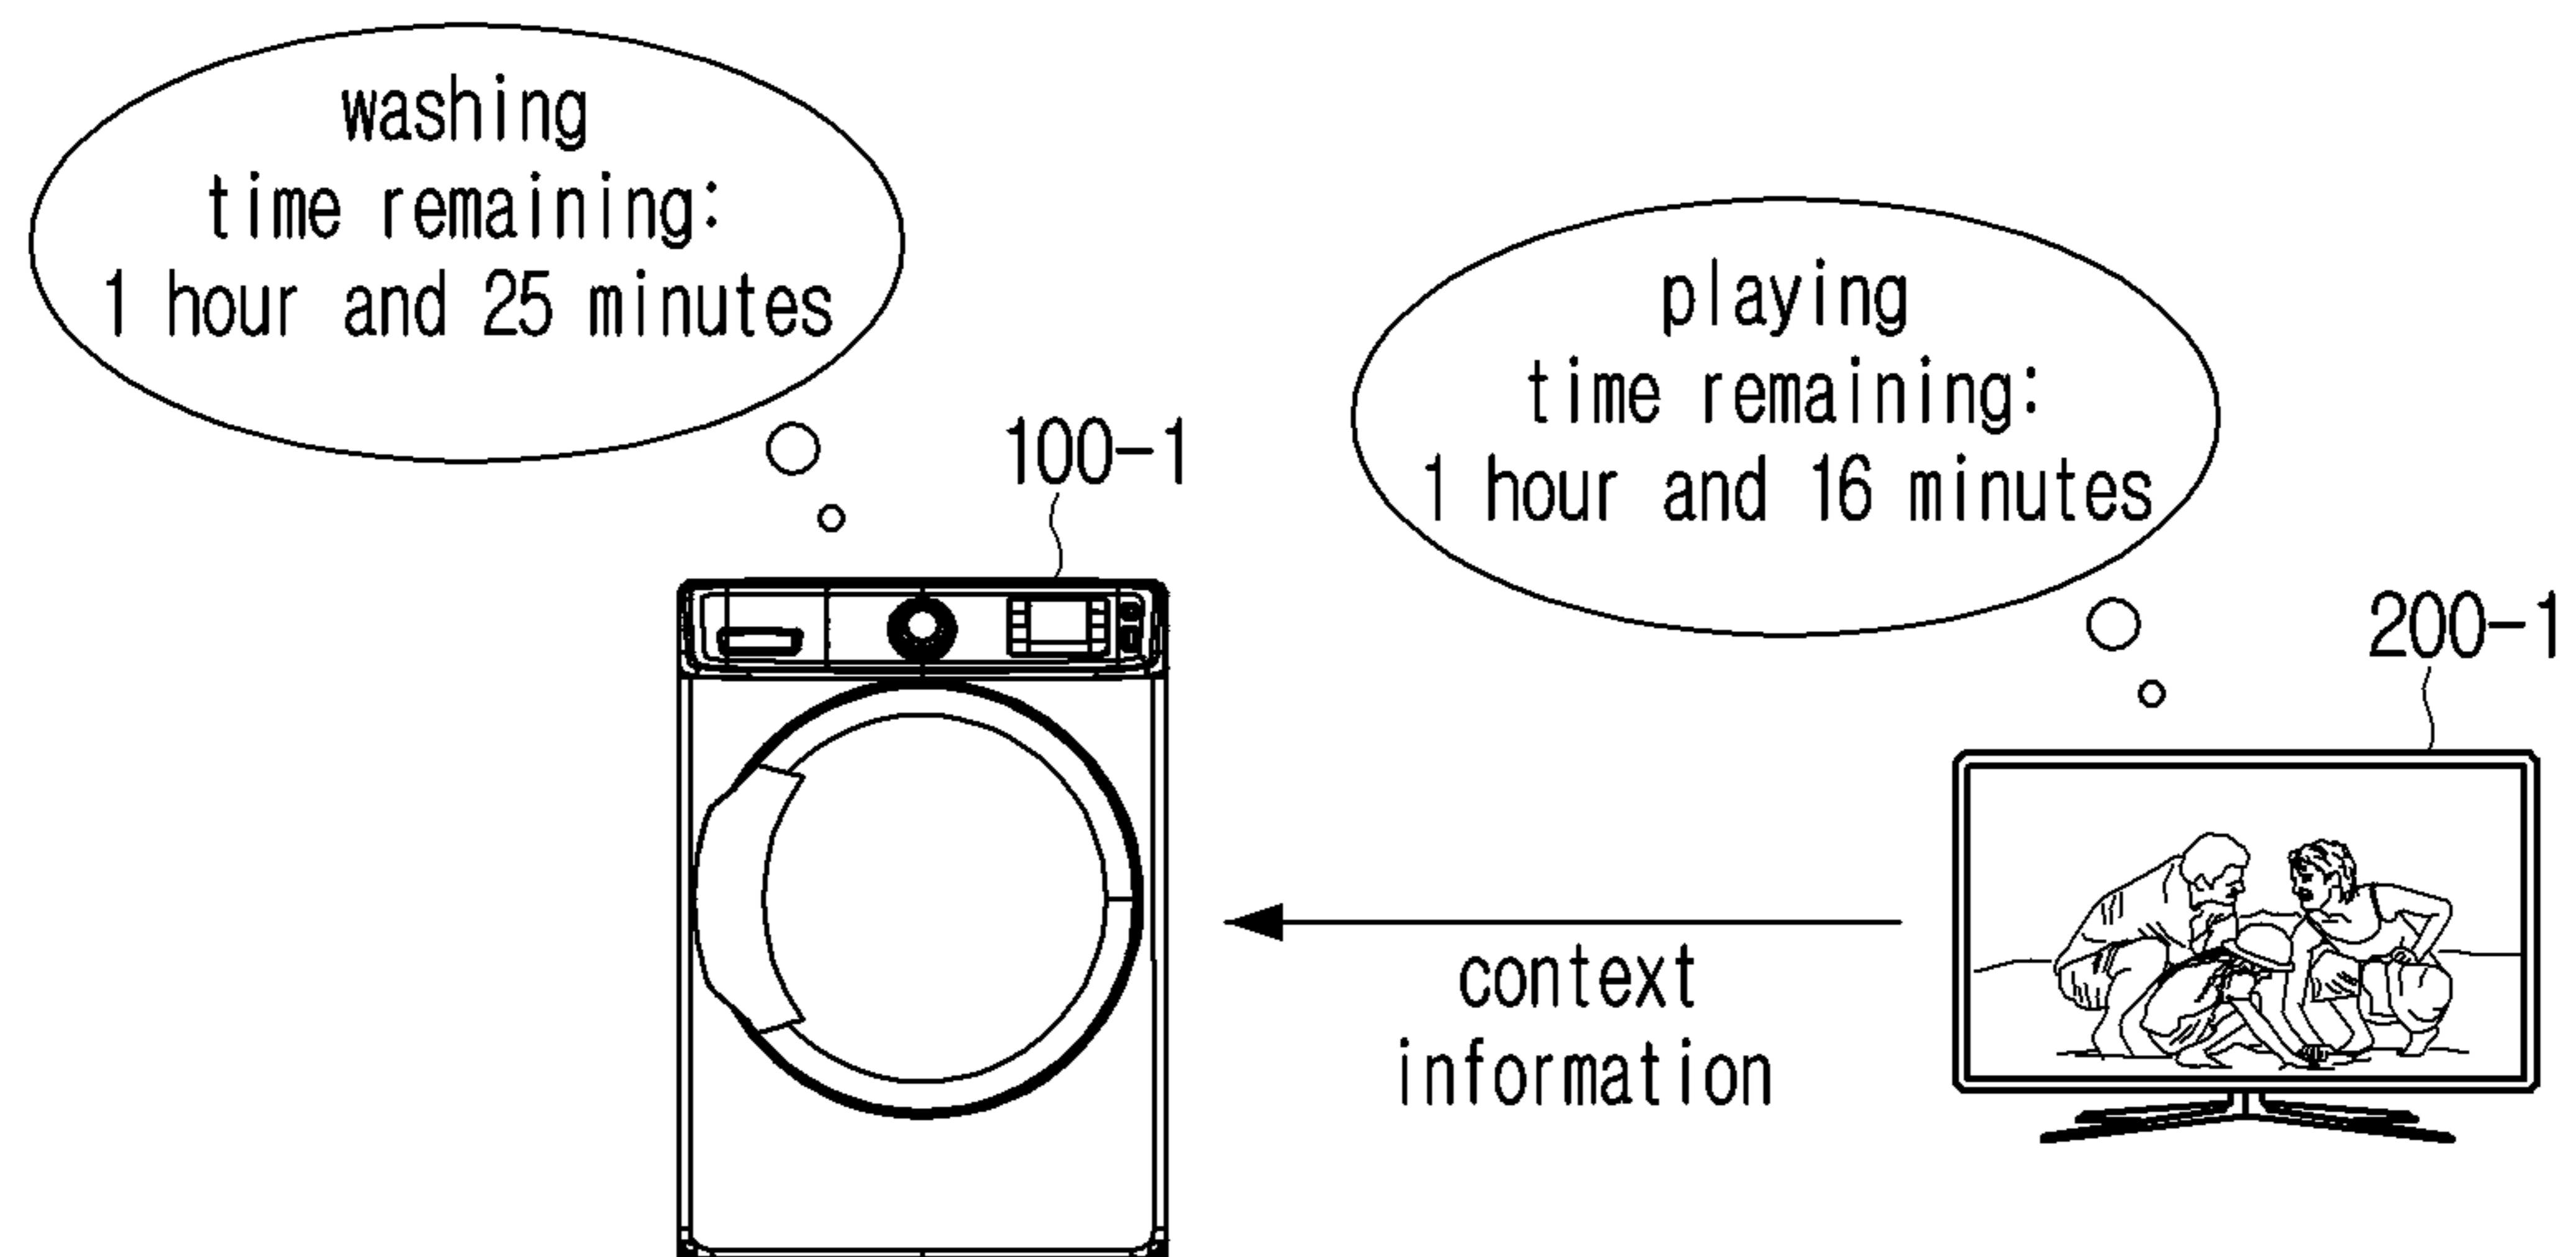 washing
time remaining:
1 hour and 25 minutes
100-1
playing
time remaining:
1 hour and 16 minutes
200-1
context
information